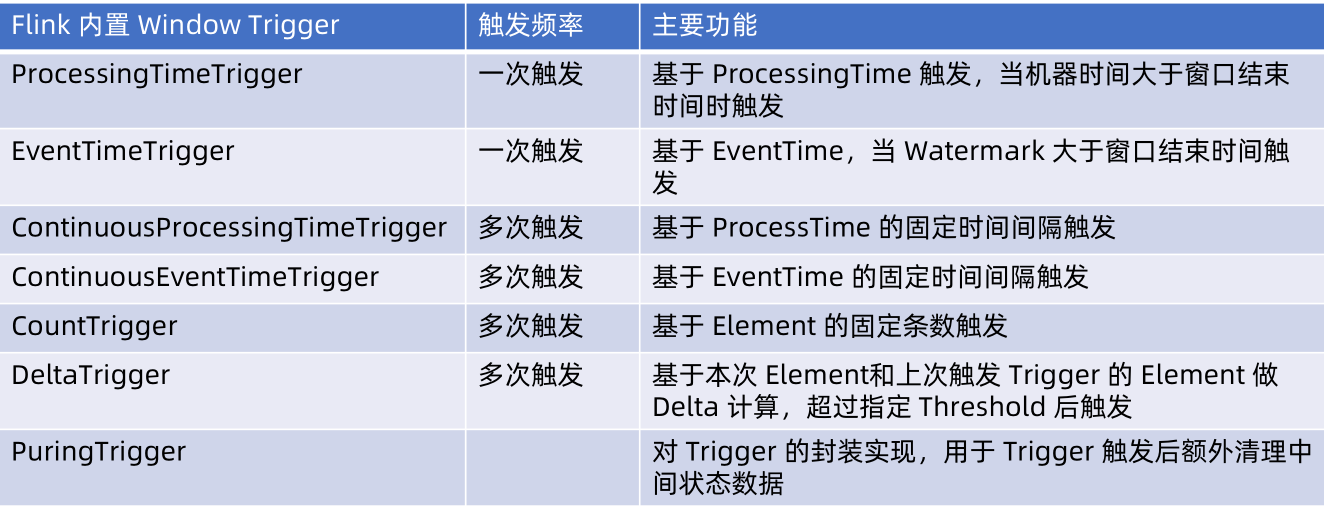 Flink 内置 Window Trigger 触发频率 主要功能
ProcessingTimeTrigger 一次触发 基于 ProcessingTime 触发，当机器时间大于窗口结束
时间时触发
EventTimeTrigger 一次触发 基于 EventTime，当 Watermark 大于窗口结束时间触
发
ContinuousProcessingTimeTrigger 多次触发 基于 ProcessTime 的固定时间间隔触发
ContinuousEventTimeTrigger 多次触发 基于 EventTime 的固定时间间隔触发
CountTrigger 多次触发 基于 Element 的固定条数触发
DeltaTrigger 多次触发 基于本次 Element和上次触发 Trigger 的 Element 做
Delta 计算，超过指定 Threshold 后触发
PuringTrigger 对 Trigger 的封装实现，用于 Trigger 触发后额外清理中
间状态数据